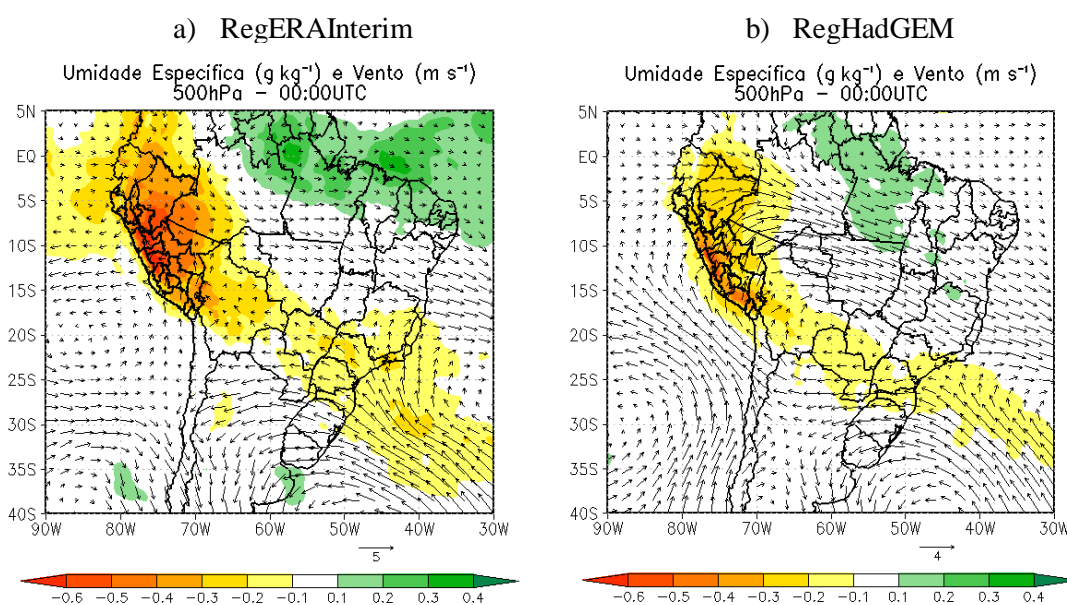 a) RegERAInterim
Umidade Específica (g kg⁻¹) e Vento (m s⁻¹)
500hPa – 00:00UTC
5N
EQ
5S
10S
15S
20S
25S
30S
35S
40S
90W 80W 70W 60W 50W 40W 30W
5
−0.6 −0.5 −0.4 −0.3 −0.2 −0.1 0.1 0.2 0.3 0.4
b) RegHadGEM
Umidade Específica (g kg⁻¹) e Vento (m s⁻¹)
500hPa – 00:00UTC
5N
EQ
5S
10S
15S
20S
25S
30S
35S
40S
90W 80W 70W 60W 50W 40W 30W
4
−0.6 −0.5 −0.4 −0.3 −0.2 −0.1 0.1 0.2 0.3 0.4